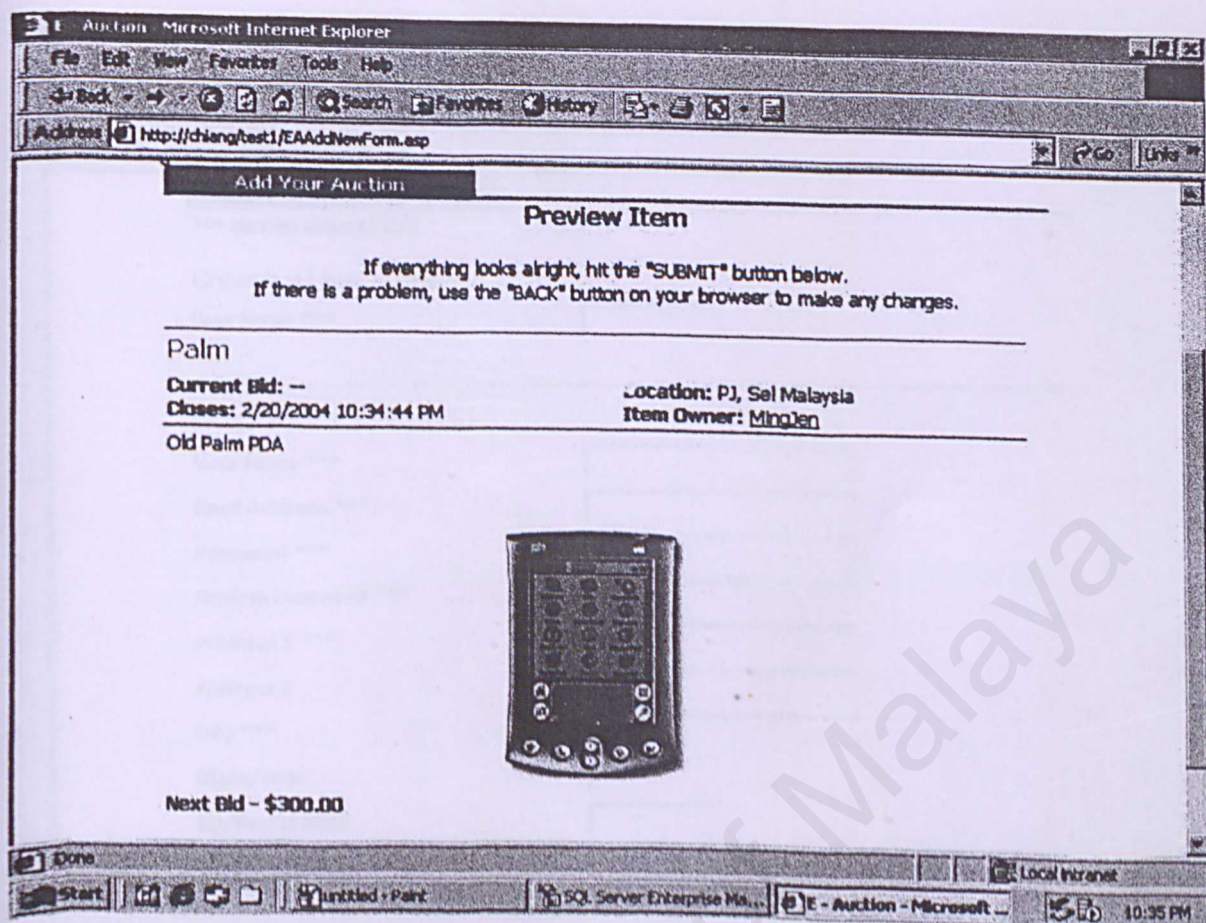 E - Auction - Microsoft Internet Explorer
File Edit View Favorites Tools Help
Back Search Favorites History
Address http://chiang/test1/EAAddNewForm.asp Go Links »
Add Your Auction
Preview Item
If everything looks alright, hit the "SUBMIT" button below.
If there is a problem, use the "BACK" button on your browser to make any changes.
Palm
Current Bid: -- Location: PJ, Sel Malaysia
Closes: 2/20/2004 10:34:44 PM Item Owner: MingJen
Old Palm PDA
Next Bid - $300.00
Done Local intranet
Start untitled - Paint SQL Server Enterprise Ma... E - Auction - Microsoft ... 10:35 PM
Malaya